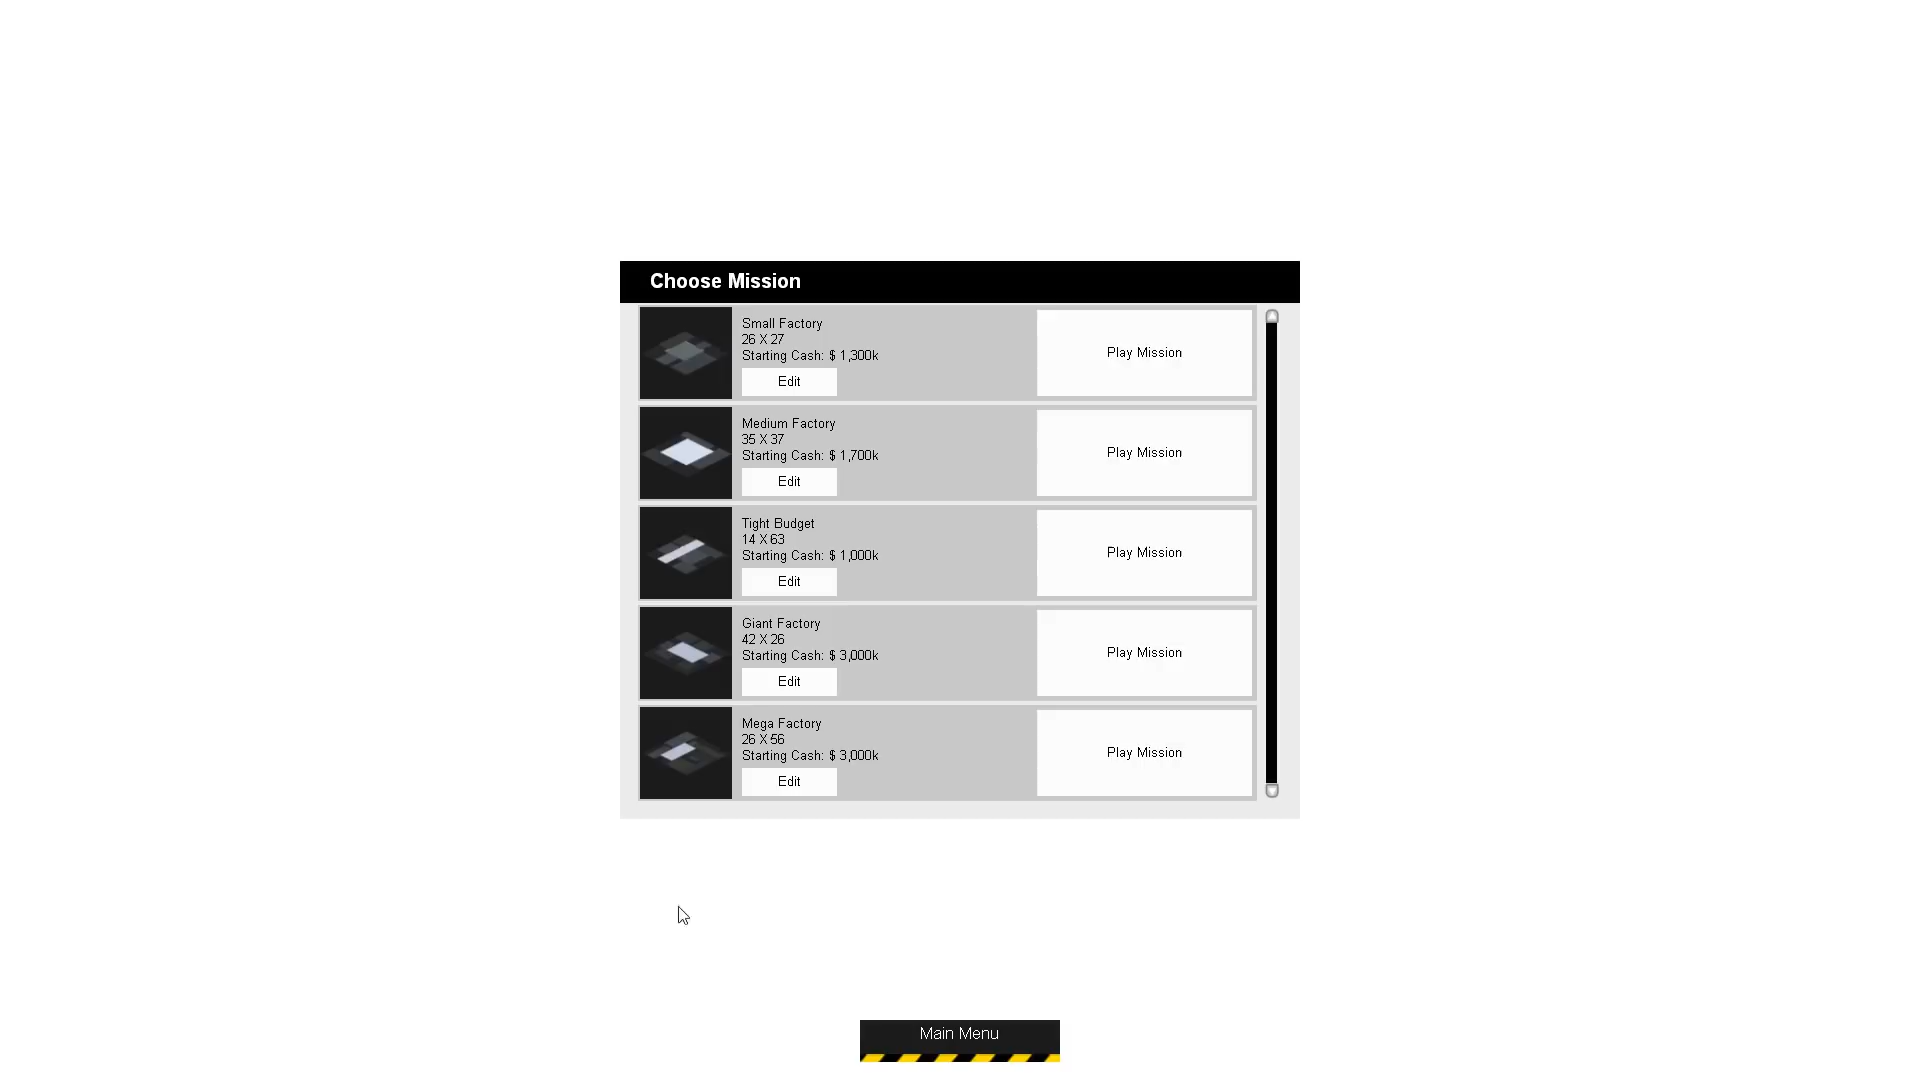 Choose Mission
Small Factory
26 X 27
Starting Cash: $ 1,300k
Edit
Play Mission
Medium Factory
35 X 37
Starting Cash: $ 1,700k
Edit
Play Mission
Tight Budget
14 X 63
Starting Cash: $ 1,000k
Edit
Play Mission
Giant Factory
42 X 26
Starting Cash: $ 3,000k
Edit
Play Mission
Mega Factory
26 X 56
Starting Cash: $ 3,000k
Edit
Play Mission
Main Menu